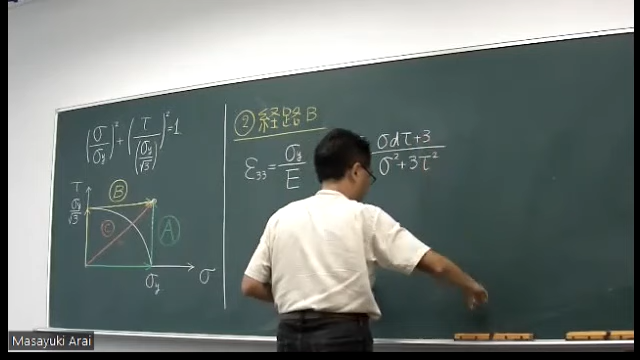 (σ/σy)² + (τ/(σy/√3))² = 1
② 経路B
ε33 = σy/E
σdτ+3
σ²+3τ²
τ
σy/√3
B
C
A
σy
σ
Masayuki Arai